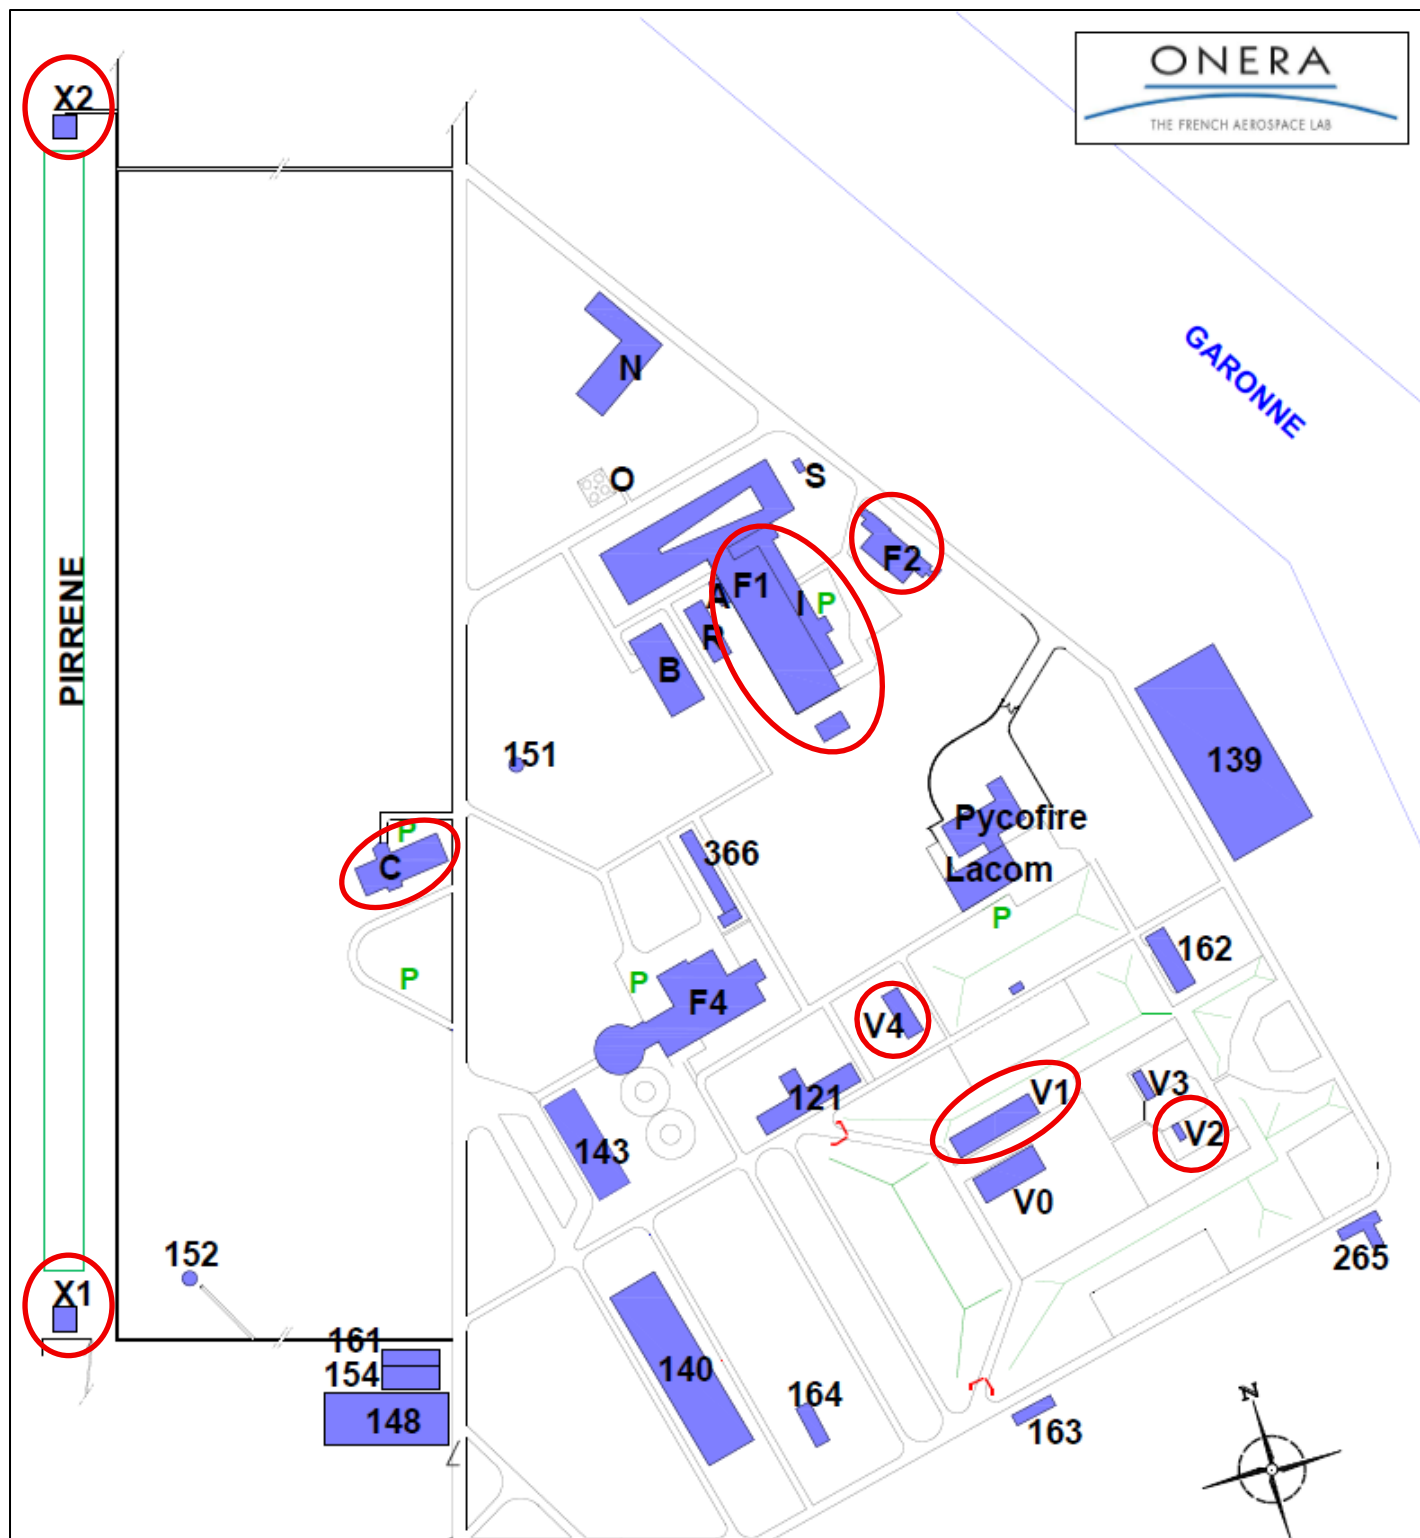 X2
ONERA
THE FRENCH AEROSPACE LAB
GARONNE
N
O
S
F2
F1
A
I
P
R
B
PIRRENE
151
139
Pycofire
P
C
366
Lacom
P
162
P
P
F4
V4
V3
V1
121
V2
143
V0
152
265
X1
161
154
140
164
148
163
N